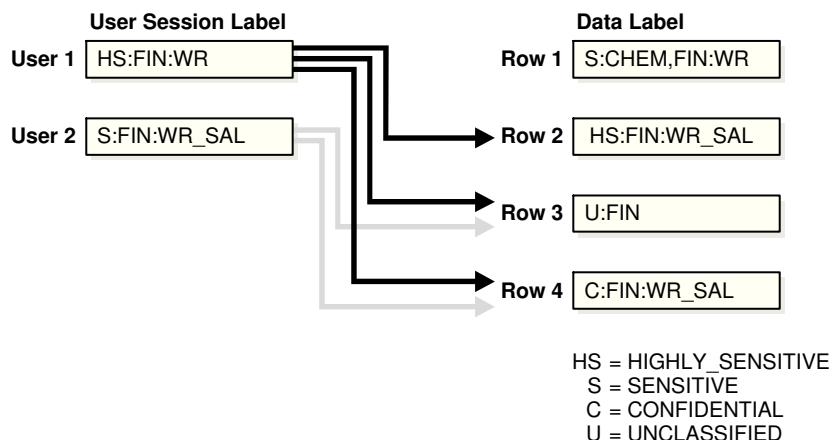 User Session Label Data Label
User 1 HS:FIN:WR Row 1 S:CHEM,FIN:WR
User 2 S:FIN:WR_SAL Row 2 HS:FIN:WR_SAL
Row 3 U:FIN
Row 4 C:FIN:WR_SAL
HS = HIGHLY_SENSITIVE
S = SENSITIVE
C = CONFIDENTIAL
U = UNCLASSIFIED